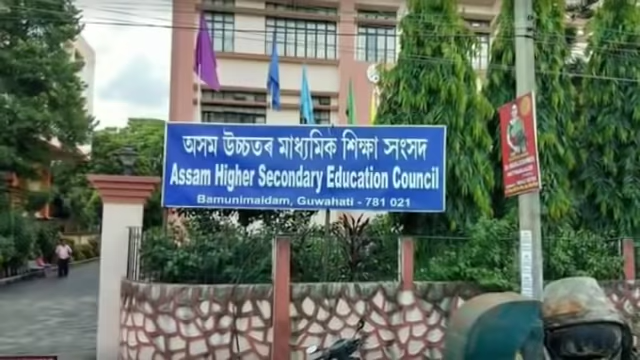 অসম উচ্চতৰ মাধ্যমিক শিক্ষা সংসদ
Assam Higher Secondary Education Council
Bamunimaidam, Guwahati - 781 021